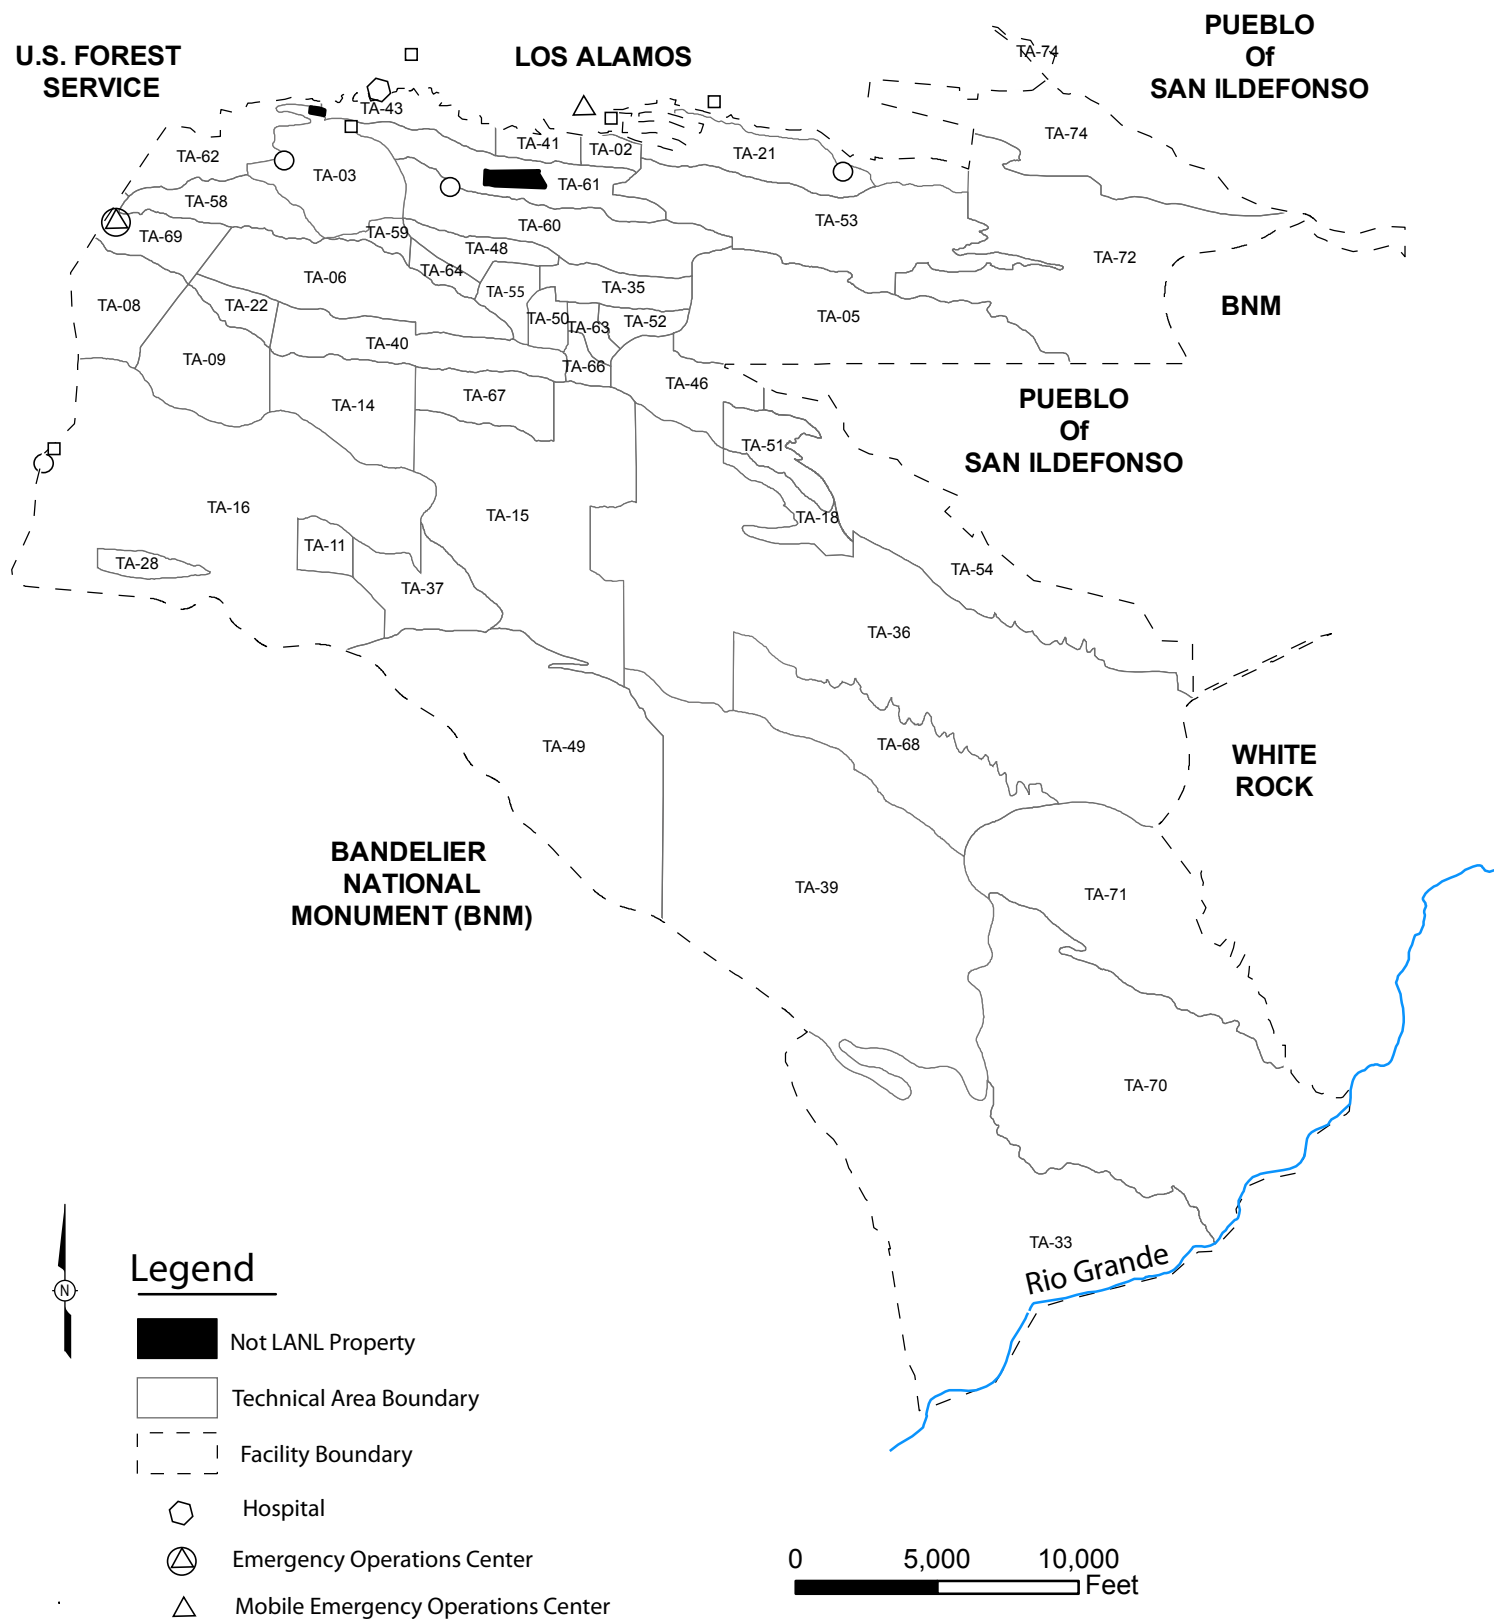 PUEBLO
Of
SAN ILDEFONSO
U.S. FOREST
SERVICE
LOS ALAMOS
TA-74
TA-43
TA-74
TA-41
TA-02
TA-21
TA-62
TA-03
TA-61
TA-58
TA-53
TA-60
TA-59
TA-69
TA-48
TA-72
TA-64
TA-06
TA-55
TA-35
TA-08
TA-22
TA-50
TA-63
TA-52
TA-05
BNM
TA-40
TA-09
TA-66
TA-46
TA-67
TA-14
PUEBLO
Of
SAN ILDEFONSO
TA-51
TA-16
TA-15
TA-18
TA-11
TA-28
TA-54
TA-37
TA-36
TA-49
TA-68
WHITE
ROCK
BANDELIER
NATIONAL
MONUMENT (BNM)
TA-39
TA-71
TA-70
TA-33
Rio Grande
N
Legend
Not LANL Property
Technical Area Boundary
Facility Boundary
Hospital
Emergency Operations Center
Mobile Emergency Operations Center
0 5,000 10,000
Feet